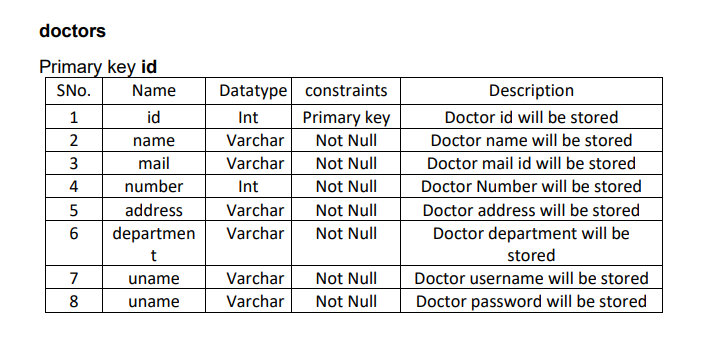 doctors
Primary key id
SNo. Name Datatype constraints Description
1 id Int Primary key Doctor id will be stored
2 name Varchar Not Null Doctor name will be stored
3 mail Varchar Not Null Doctor mail id will be stored
4 number Int Not Null Doctor Number will be stored
5 address Varchar Not Null Doctor address will be stored
6 departmen Varchar Not Null Doctor department will be
t stored
7 uname Varchar Not Null Doctor username will be stored
8 uname Varchar Not Null Doctor password will be stored